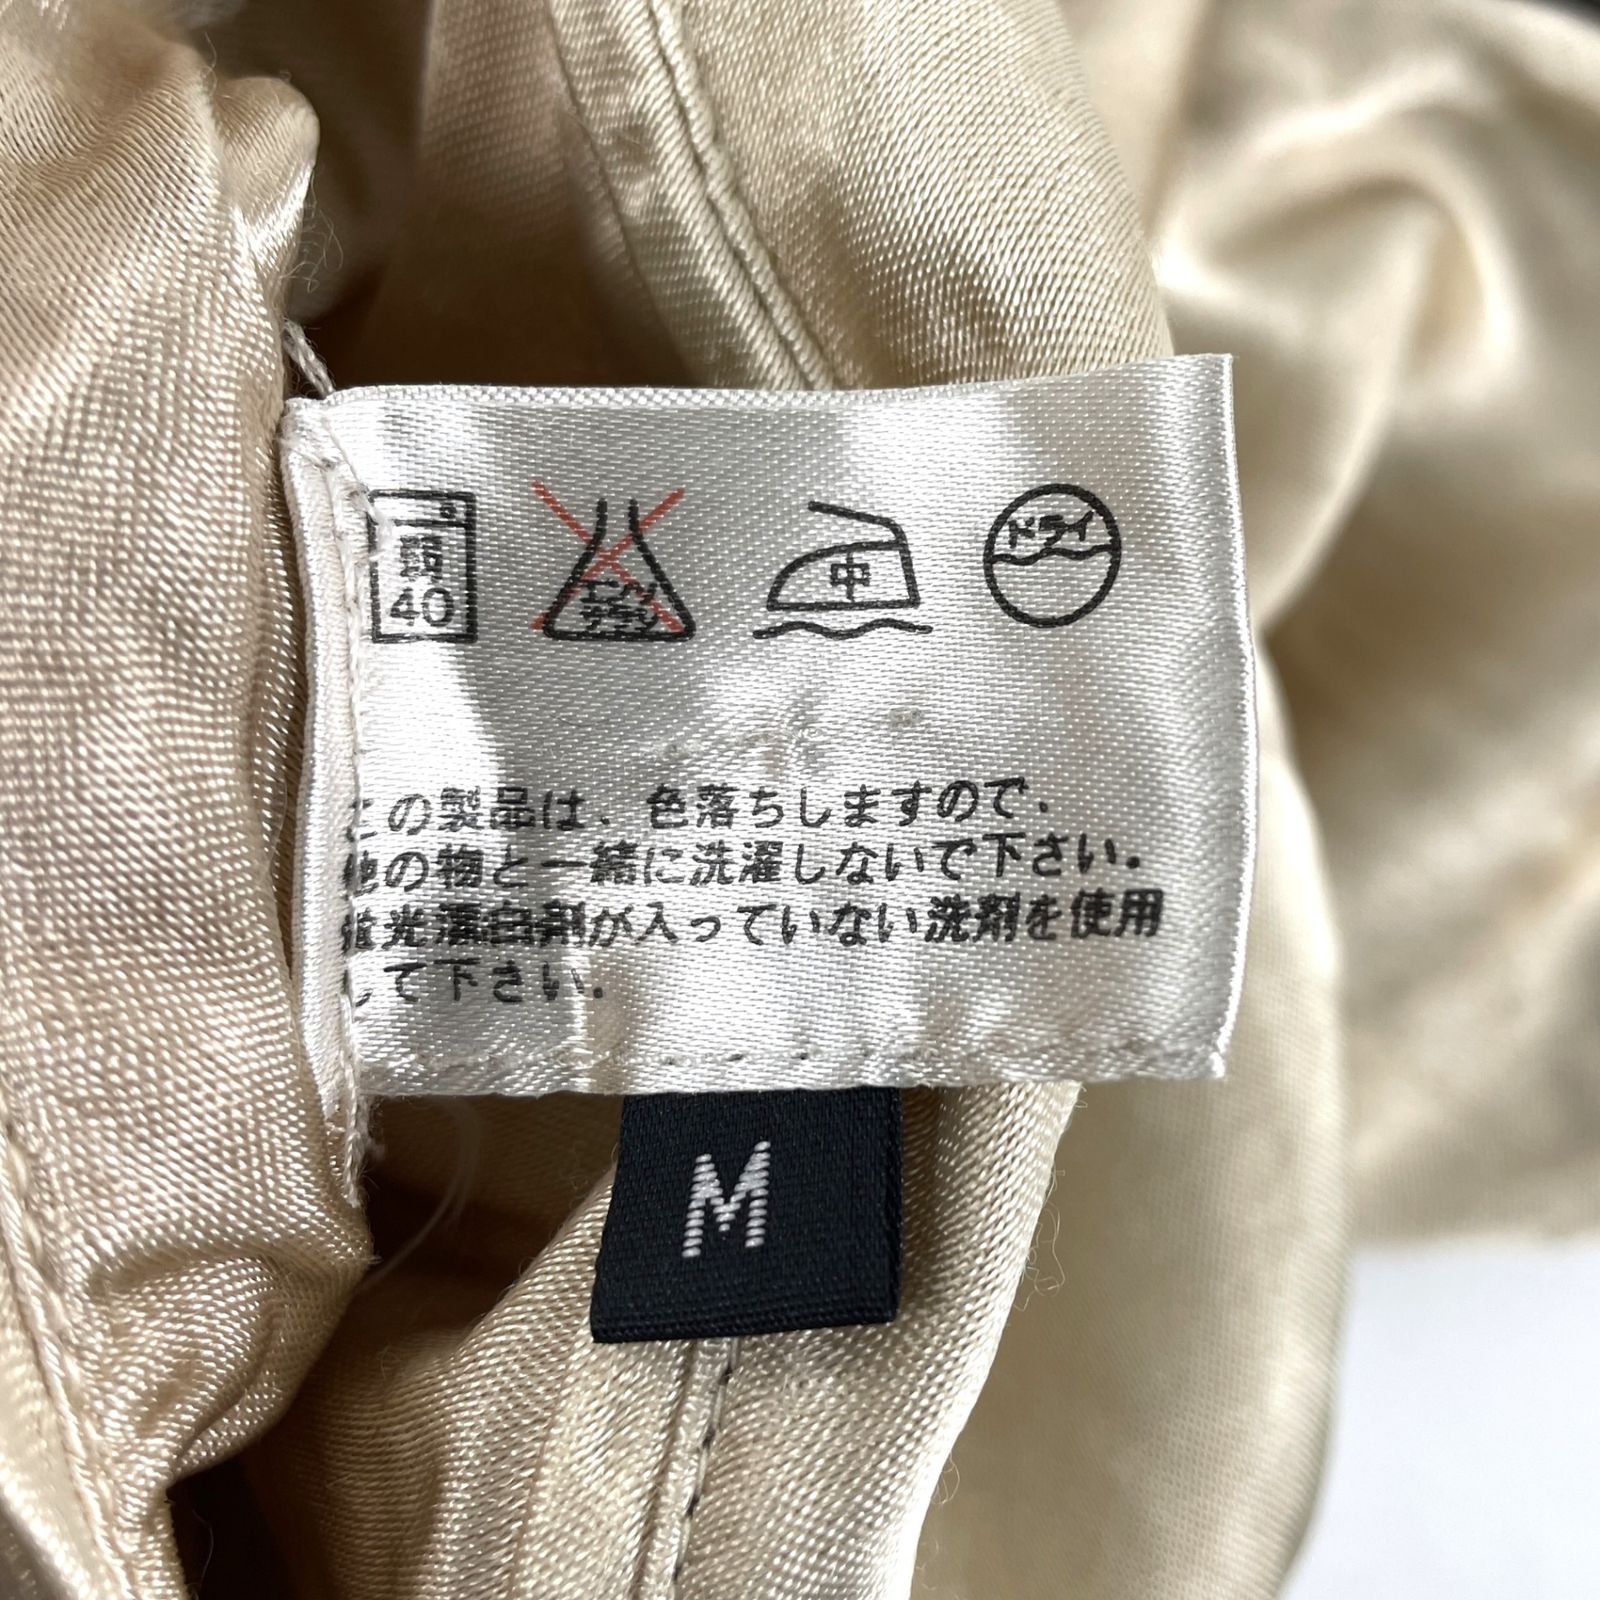 弱
40
エンソ
サラシ
中
ドライ
この製品は、色落ちしますので、
他の物と一緒に洗濯しないで下さい。
蛍光漂白剤が入っていない洗剤を使用
して下さい。
M